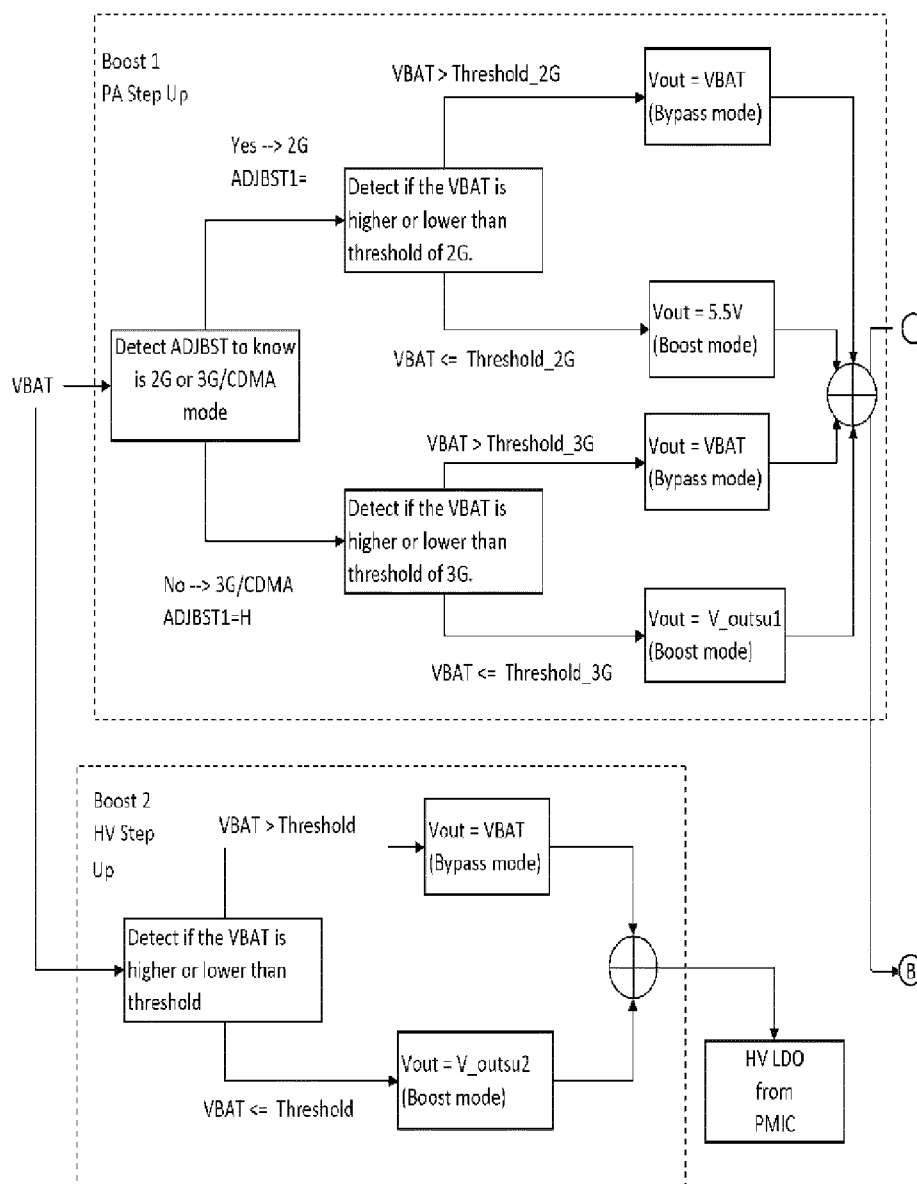 Boost 1
PA Step Up
VBAT > Threshold_2G
Vout = VBAT
(Bypass mode)
Yes --> 2G
ADJBST1=
Detect if the VBAT is
higher or lower than
threshold of 2G.
Vout = 5.5V
(Boost mode)
VBAT <= Threshold_2G
Detect ADJBST to know
is 2G or 3G/CDMA
mode
VBAT
VBAT > Threshold_3G
Vout = VBAT
(Bypass mode)
Detect if the VBAT is
higher or lower than
threshold of 3G.
No --> 3G/CDMA
ADJBST1=H
Vout = V_outsu1
(Boost mode)
VBAT <= Threshold_3G
Boost 2
HV Step
Up
VBAT > Threshold
Vout = VBAT
(Bypass mode)
Detect if the VBAT is
higher or lower than
threshold
B
Vout = V_outsu2
(Boost mode)
VBAT <= Threshold
HV LDO
from
PMIC